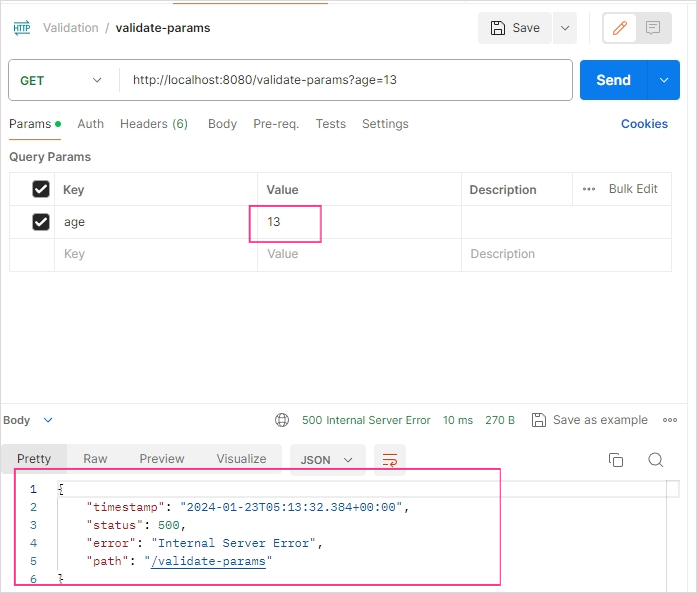 HTTP Validation / validate-params Save
GET http://localhost:8080/validate-params?age=13 Send
Params Auth Headers (6) Body Pre-req. Tests Settings Cookies
Query Params
Key Value Description Bulk Edit
age 13
Key Value Description
Body 500 Internal Server Error 10 ms 270 B Save as example
Pretty Raw Preview Visualize JSON
1 {
2 "timestamp": "2024-01-23T05:13:32.384+00:00",
3 "status": 500,
4 "error": "Internal Server Error",
5 "path": "/validate-params"
6 }